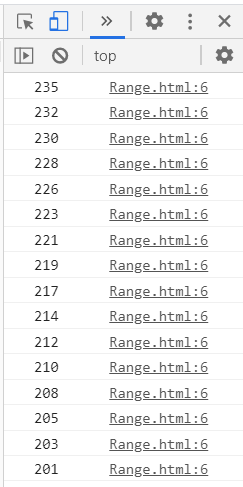 top
235 Range.html:6
232 Range.html:6
230 Range.html:6
228 Range.html:6
226 Range.html:6
223 Range.html:6
221 Range.html:6
219 Range.html:6
217 Range.html:6
214 Range.html:6
212 Range.html:6
210 Range.html:6
208 Range.html:6
205 Range.html:6
203 Range.html:6
201 Range.html:6